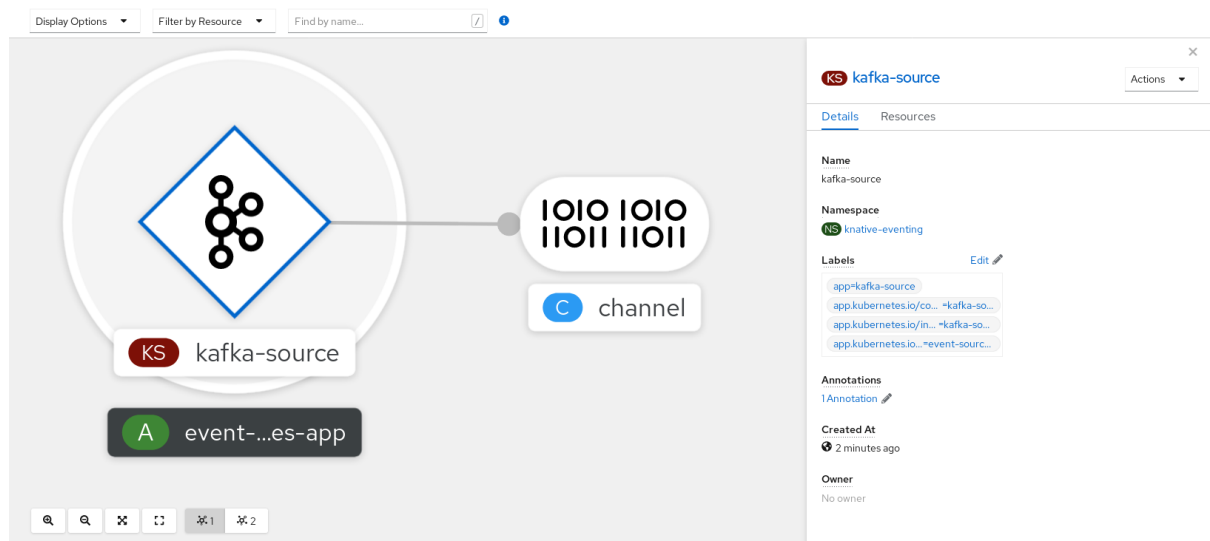 Display Options
Filter by Resource
Find by name...
/
KS kafka-source
Actions
Details
Resources
Name
kafka-source
Namespace
NS knative-eventing
Labels
Edit
app=kafka-source
app.kubernetes.io/co... =kafka-so...
app.kubernetes.io/in... =kafka-so...
app.kubernetes.io...=event-sourc...
Annotations
1 Annotation
Created At
2 minutes ago
Owner
No owner
1010 1010
11011 11011
C channel
KS kafka-source
A event-...es-app
1
2